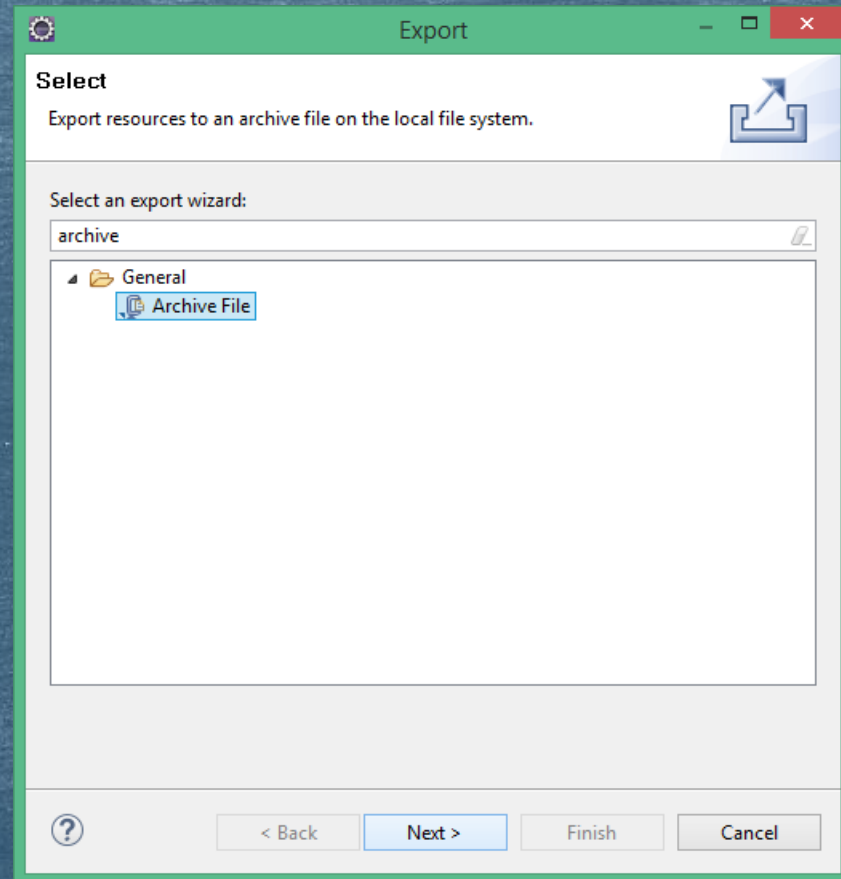 Export
Select
Export resources to an archive file on the local file system.
Select an export wizard:
archive
General
Archive File
< Back Next > Finish Cancel